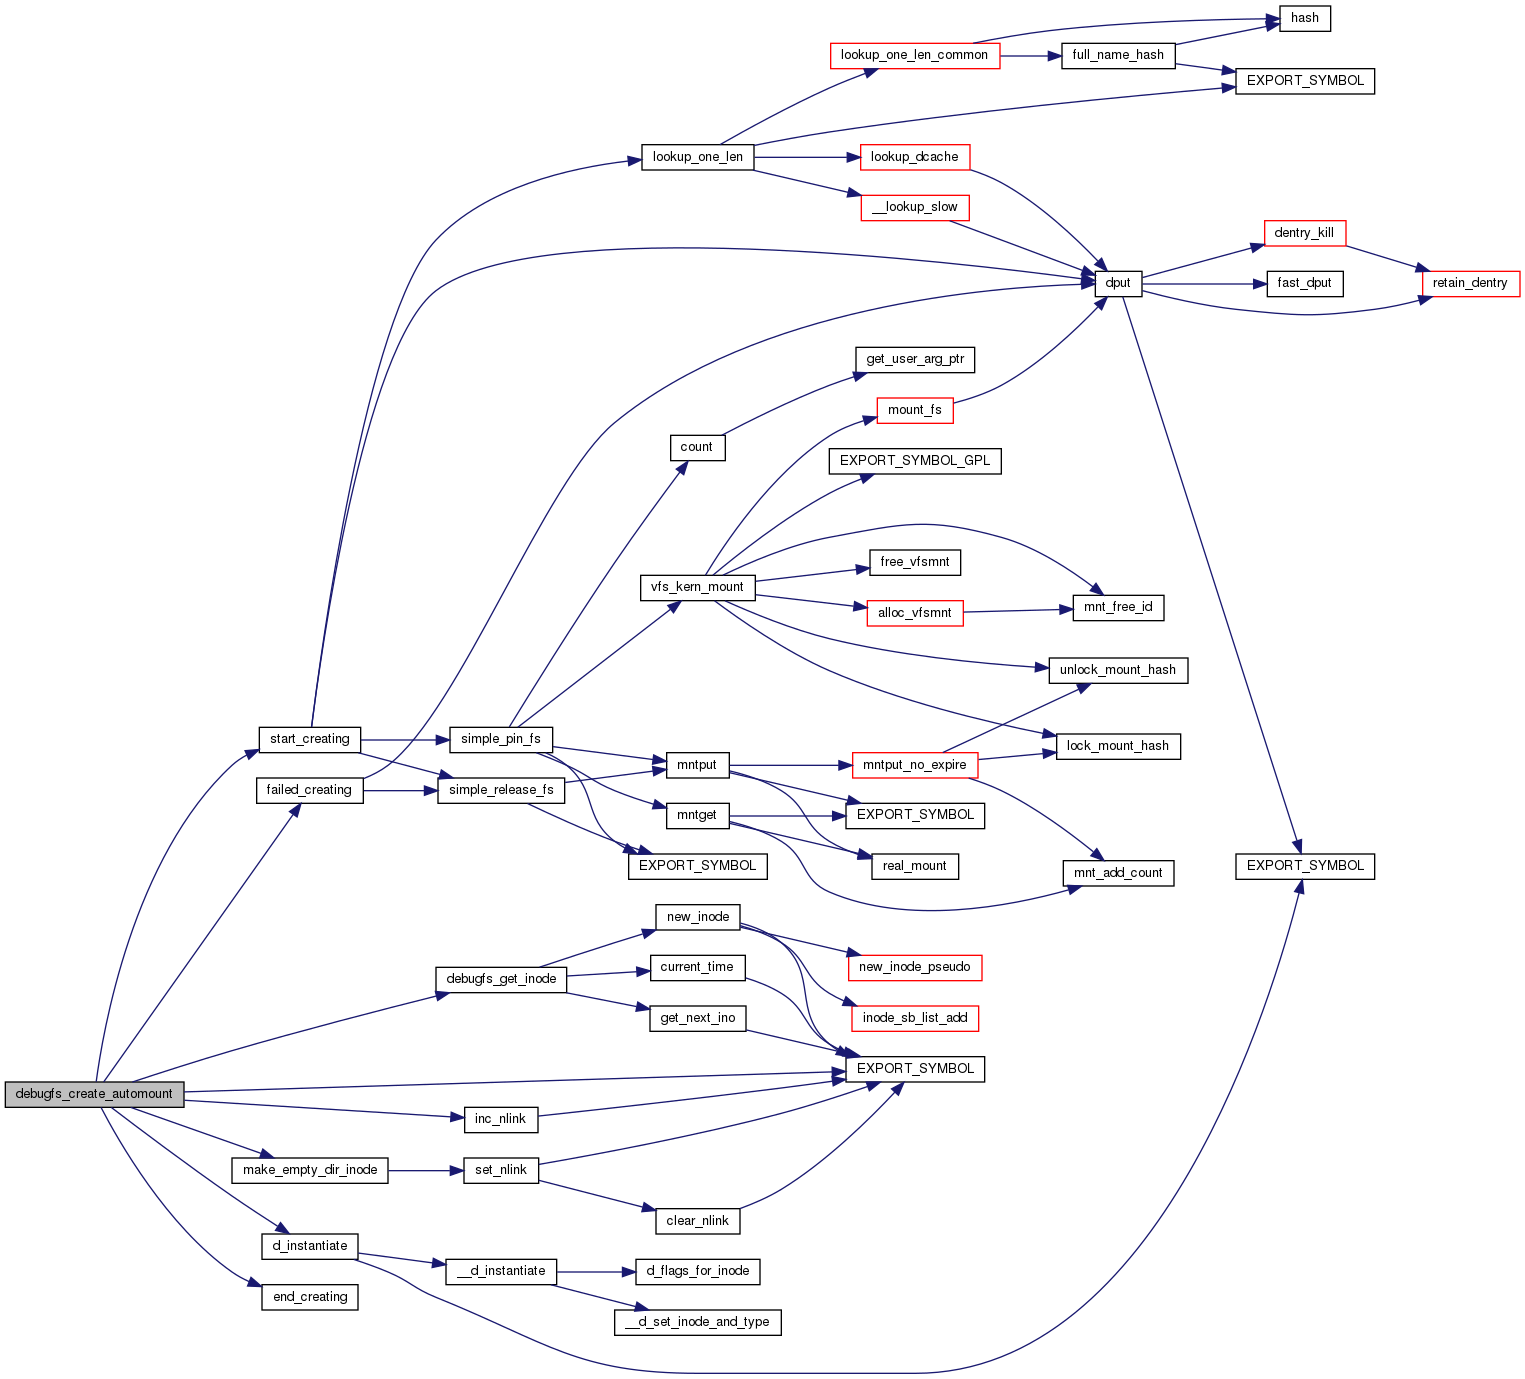 hash
lookup_one_len_common
full_name_hash
EXPORT_SYMBOL
lookup_one_len
lookup_dcache
__lookup_slow
dentry_kill
dput
fast_dput
retain_dentry
get_user_arg_ptr
mount_fs
count
EXPORT_SYMBOL_GPL
free_vfsmnt
vfs_kern_mount
alloc_vfsmnt
mnt_free_id
unlock_mount_hash
start_creating
simple_pin_fs
lock_mount_hash
mntput
mntput_no_expire
failed_creating
simple_release_fs
mntget
EXPORT_SYMBOL
EXPORT_SYMBOL
real_mount
mnt_add_count
EXPORT_SYMBOL
new_inode
current_time
new_inode_pseudo
debugfs_get_inode
get_next_ino
inode_sb_list_add
EXPORT_SYMBOL
debugfs_create_automount
inc_nlink
make_empty_dir_inode
set_nlink
clear_nlink
d_instantiate
__d_instantiate
d_flags_for_inode
end_creating
__d_set_inode_and_type